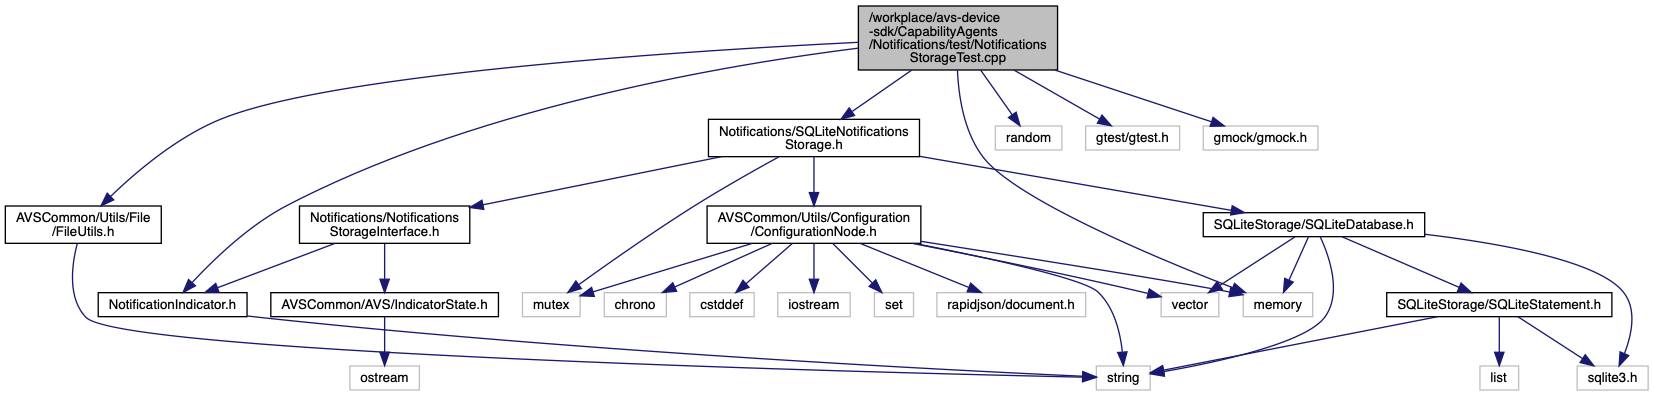 /workplace/avs-device
-sdk/CapabilityAgents
/Notifications/test/Notifications
StorageTest.cpp
Notifications/SQLiteNotifications
Storage.h
random
gtest/gtest.h
gmock/gmock.h
AVSCommon/Utils/File
/FileUtils.h
Notifications/Notifications
StorageInterface.h
AVSCommon/Utils/Configuration
/ConfigurationNode.h
SQLiteStorage/SQLiteDatabase.h
NotificationIndicator.h
AVSCommon/AVS/IndicatorState.h
mutex
chrono
cstddef
iostream
set
rapidjson/document.h
vector
memory
SQLiteStorage/SQLiteStatement.h
ostream
string
list
sqlite3.h